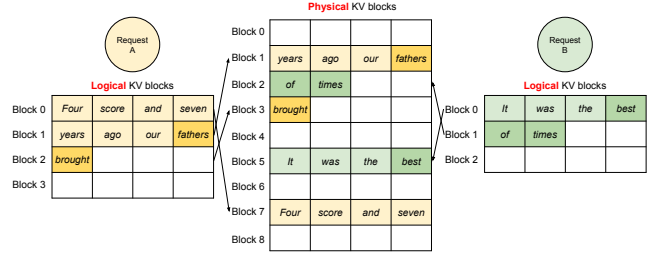 Physical KV blocks
Request
A
Request
B
Logical KV blocks
Block 0 Four score and seven
Block 1 years ago our fathers
Block 2 brought
Block 3
Block 0
Block 1 years ago our fathers
Block 2 of times
Block 3 brought
Block 4
Block 5 It was the best
Block 6
Block 7 Four score and seven
Block 8
Logical KV blocks
Block 0 It was the best
Block 1 of times
Block 2